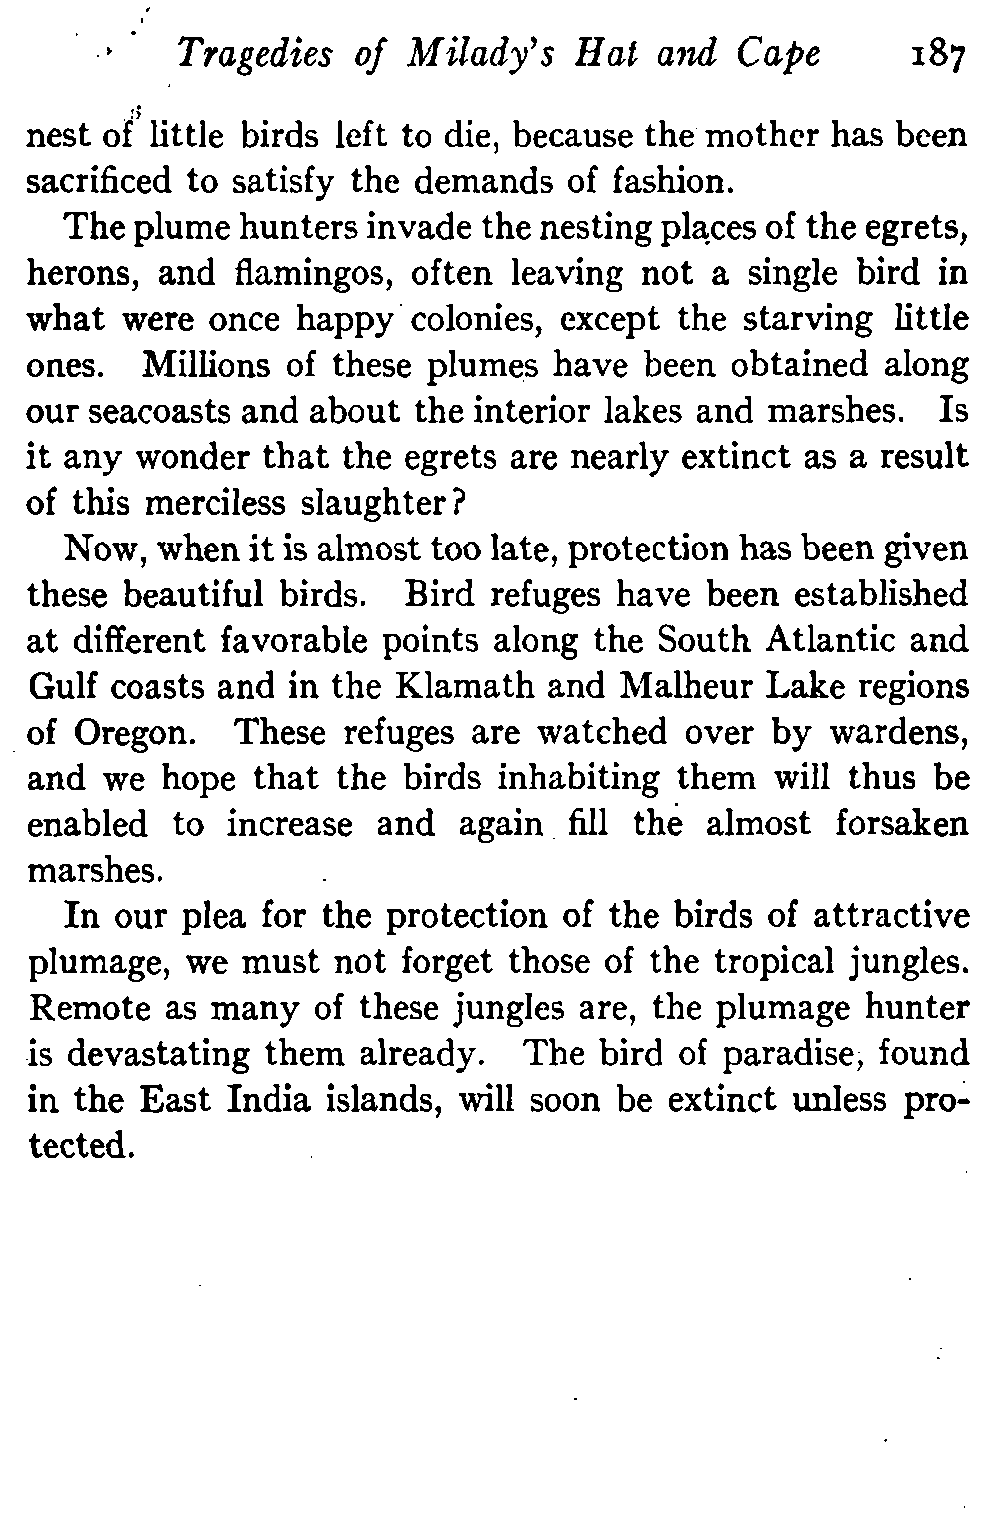 Tragedies of Milady's Hat and Cape 187
nest of little birds left to die, because the mother has been
sacrificed to satisfy the demands of fashion.
The plume hunters invade the nesting places of the egrets,
herons, and flamingos, often leaving not a single bird in
what were once happy colonies, except the starving little
ones. Millions of these plumes have been obtained along
our seacoasts and about the interior lakes and marshes. Is
it any wonder that the egrets are nearly extinct as a result
of this merciless slaughter?
Now, when it is almost too late, protection has been given
these beautiful birds. Bird refuges have been established
at different favorable points along the South Atlantic and
Gulf coasts and in the Klamath and Malheur Lake regions
of Oregon. These refuges are watched over by wardens,
and we hope that the birds inhabiting them will thus be
enabled to increase and again fill the almost forsaken
marshes.
In our plea for the protection of the birds of attractive
plumage, we must not forget those of the tropical jungles.
Remote as many of these jungles are, the plumage hunter
is devastating them already. The bird of paradise, found
in the East India islands, will soon be extinct unless pro-
tected.